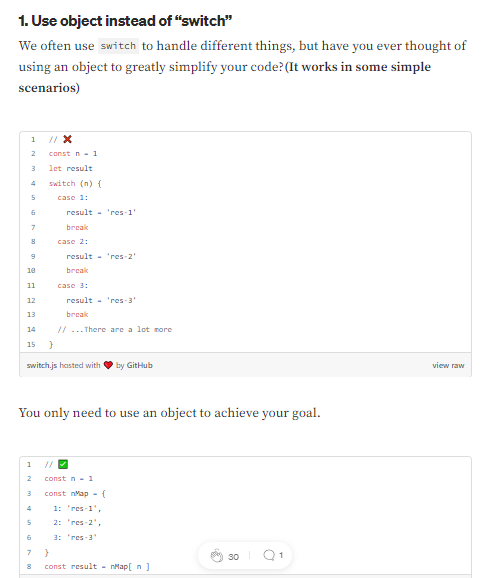 1. Use object instead of “switch”
We often use switch to handle different things, but have you ever thought of
using an object to greatly simplify your code?(It works in some simple
scenarios)
1 // ❌
2 const n = 1
3 let result
4 switch (n) {
5 case 1:
6 result = 'res-1'
7 break
8 case 2:
9 result = 'res-2'
10 break
11 case 3:
12 result = 'res-3'
13 break
14 // ...There are a lot more
15 }
switch.js hosted with ❤ by GitHub view raw
You only need to use an object to achieve your goal.
1 // ✅
2 const n = 1
3 const nMap = {
4 1: 'res-1',
5 2: 'res-2',
6 3: 'res-3'
7 }
8 const result = nMap[ n ]
30 1